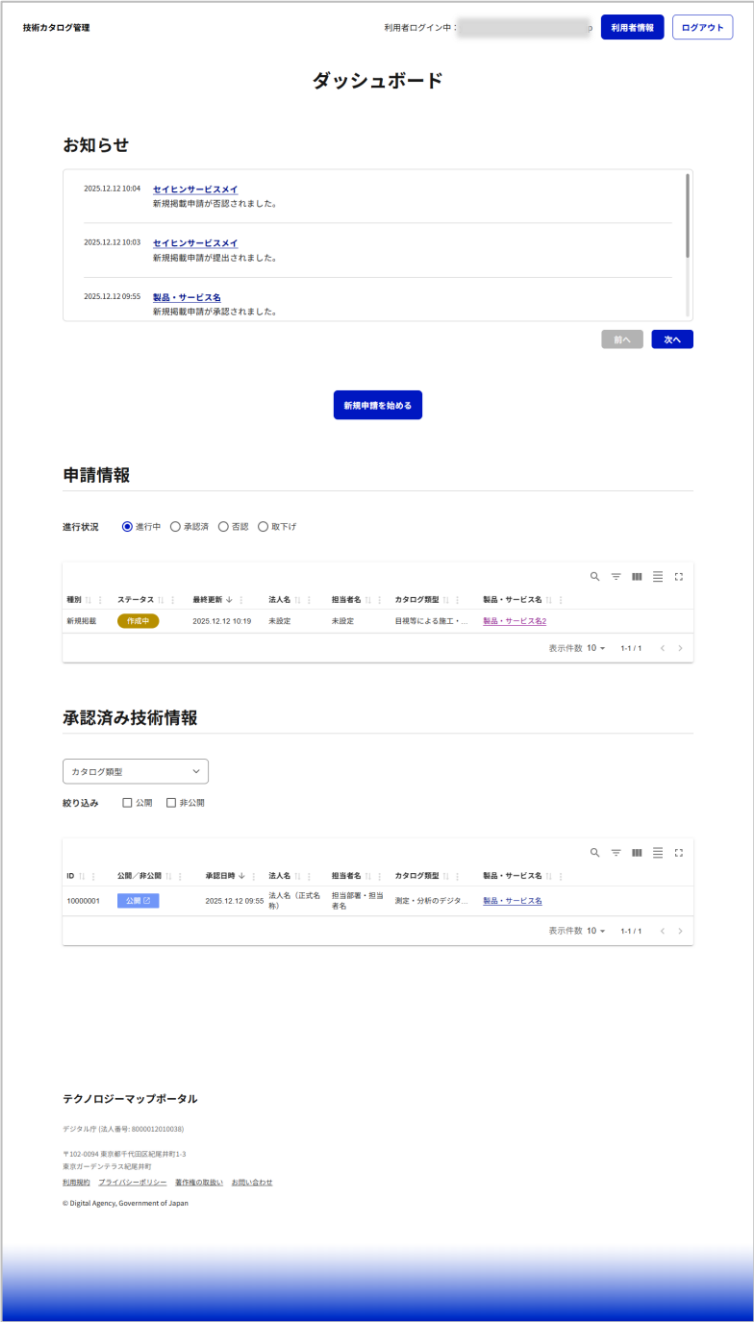 技術カタログ管理
利用者ログイン中：
利用者情報
ログアウト
ダッシュボード
お知らせ
2025.12.12 10:04 セイヒンサービスメイ
新規掲載申請が否認されました。
2025.12.12 10:03 セイヒンサービスメイ
新規掲載申請が提出されました。
2025.12.12 09:55 製品・サービス名
新規掲載申請が承認されました。
前へ 次へ
新規申請を始める
申請情報
進行状況 進行中 承認済 否認 取下げ
種別 ステータス 最終更新 法人名 担当者名 カタログ類型 製品・サービス名
新規掲載 作成中 2025.12.12 10:19 未設定 未設定 目視等による施工・... 製品・サービス名2
表示件数 10 1-1 / 1
承認済み技術情報
カタログ類型
絞り込み 公開 非公開
ID 公開／非公開 承認日時 法人名 担当者名 カタログ類型 製品・サービス名
10000001 公開 2025.12.12 09:55 法人名（正式名称） 担当部署・担当者名 測定・分析のデジタ... 製品・サービス名
表示件数 10 1-1 / 1
テクノロジーマップポータル
デジタル庁 (法人番号: 8000012010038)
〒102-0094 東京都千代田区紀尾井町1-3
東京ガーデンテラス紀尾井町
利用規約 プライバシーポリシー 著作権の取扱い お問い合わせ
© Digital Agency, Government of Japan